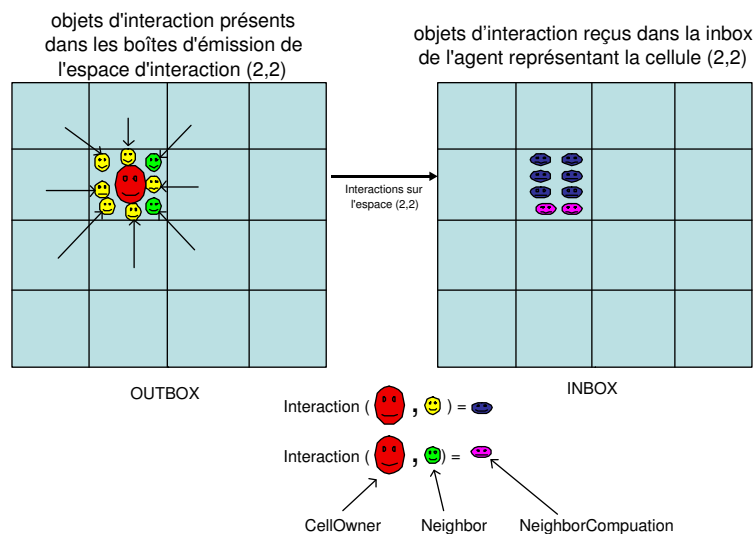 objets d'interaction présents
dans les boîtes d'émission de
l'espace d'interaction (2,2)
objets d'interaction reçus dans la inbox
de l'agent représentant la cellule (2,2)
Interactions sur
l'espace (2,2)
OUTBOX
INBOX
Interaction ( , ) =
Interaction ( , ) =
CellOwner
Neighbor
NeighborCompuation